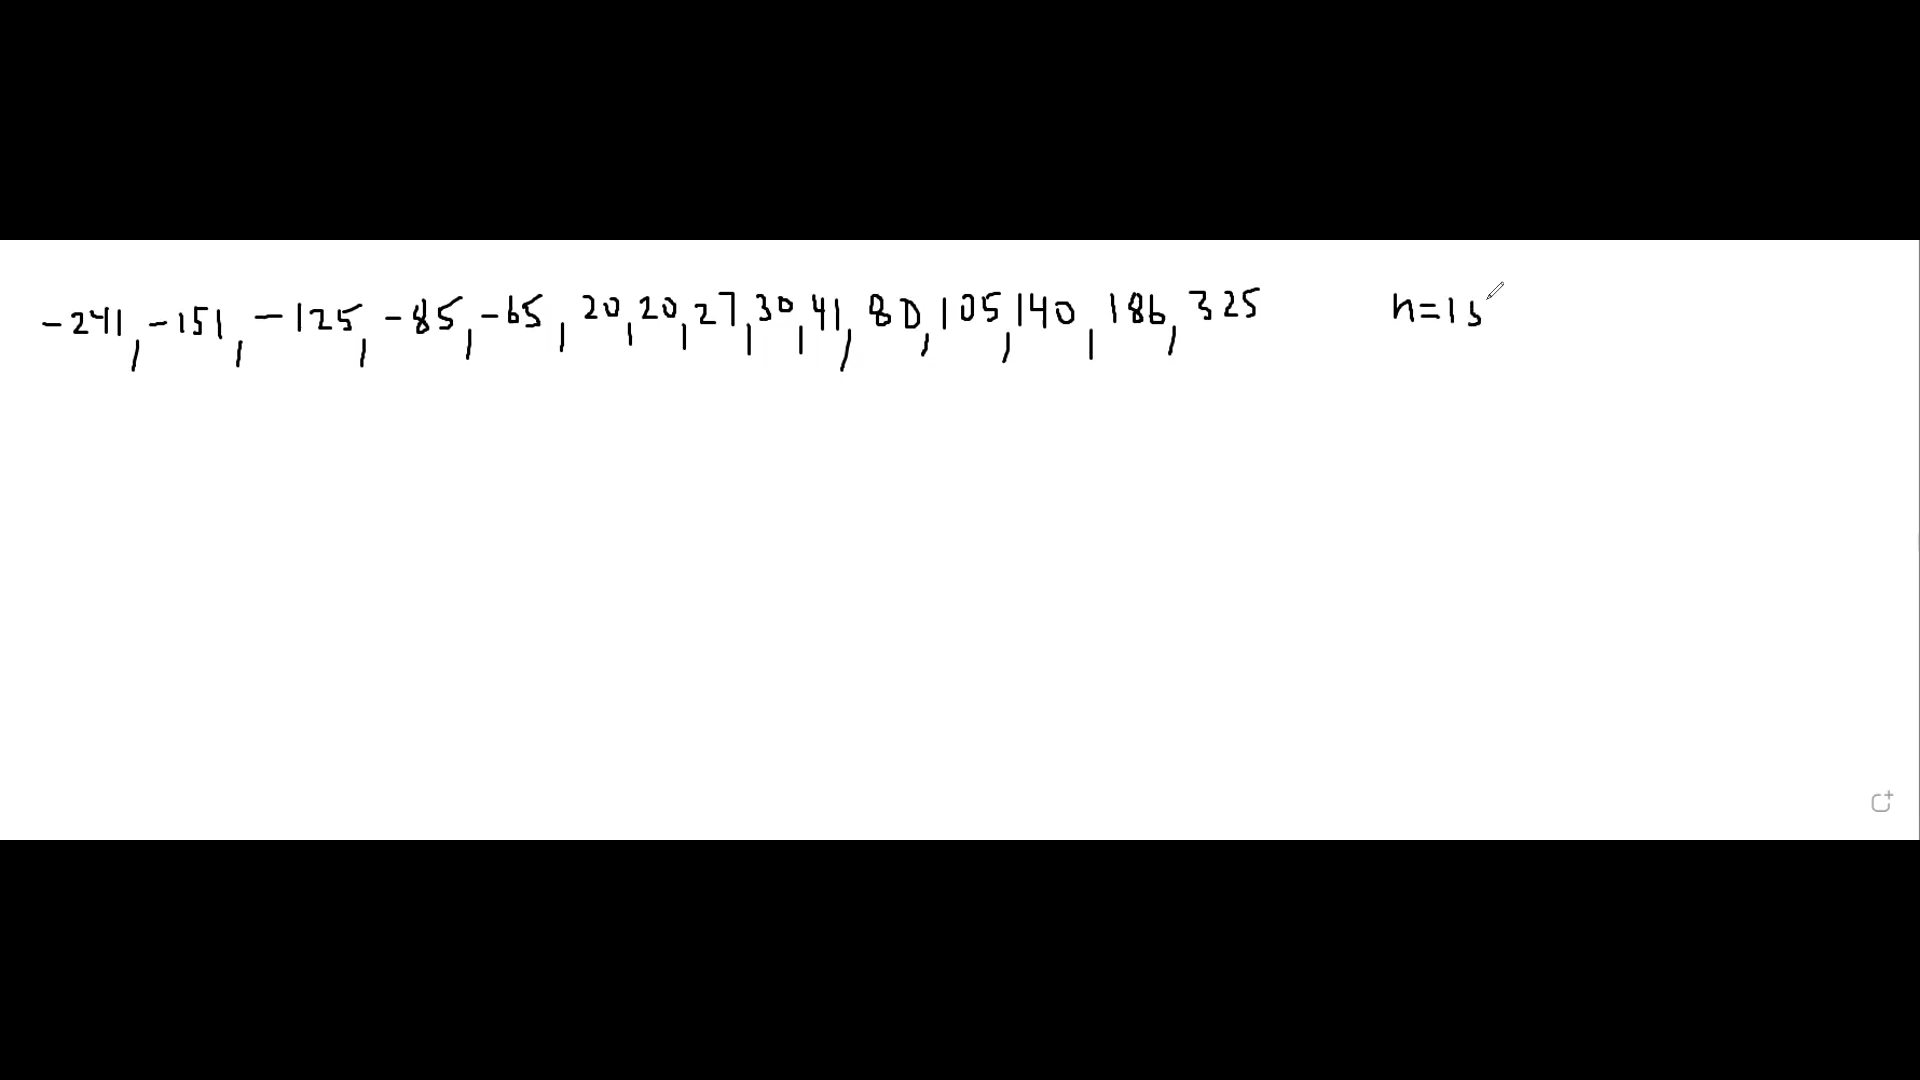 -241, -151, -125, -85, -65, 20, 20, 27, 30, 41, 80, 105, 140, 186, 325 n=15